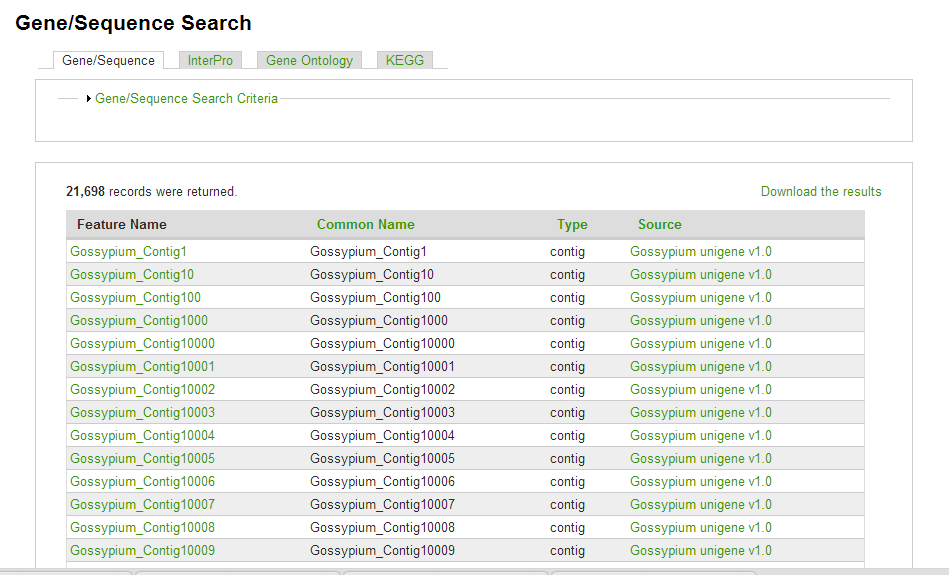 Gene/Sequence Search
Gene/Sequence InterPro Gene Ontology KEGG
Gene/Sequence Search Criteria
21,698 records were returned. Download the results
Feature Name Common Name Type Source
Gossypium_Contig1 Gossypium_Contig1 contig Gossypium unigene v1.0
Gossypium_Contig10 Gossypium_Contig10 contig Gossypium unigene v1.0
Gossypium_Contig100 Gossypium_Contig100 contig Gossypium unigene v1.0
Gossypium_Contig1000 Gossypium_Contig1000 contig Gossypium unigene v1.0
Gossypium_Contig10000 Gossypium_Contig10000 contig Gossypium unigene v1.0
Gossypium_Contig10001 Gossypium_Contig10001 contig Gossypium unigene v1.0
Gossypium_Contig10002 Gossypium_Contig10002 contig Gossypium unigene v1.0
Gossypium_Contig10003 Gossypium_Contig10003 contig Gossypium unigene v1.0
Gossypium_Contig10004 Gossypium_Contig10004 contig Gossypium unigene v1.0
Gossypium_Contig10005 Gossypium_Contig10005 contig Gossypium unigene v1.0
Gossypium_Contig10006 Gossypium_Contig10006 contig Gossypium unigene v1.0
Gossypium_Contig10007 Gossypium_Contig10007 contig Gossypium unigene v1.0
Gossypium_Contig10008 Gossypium_Contig10008 contig Gossypium unigene v1.0
Gossypium_Contig10009 Gossypium_Contig10009 contig Gossypium unigene v1.0